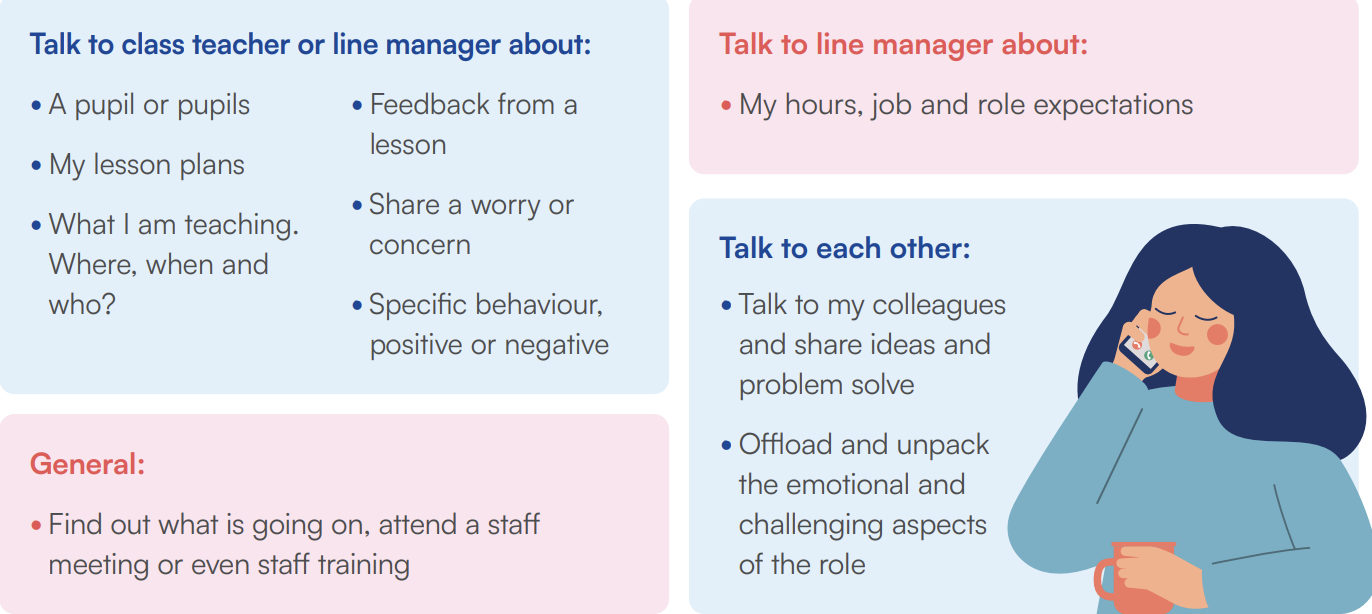 Talk to class teacher or line manager about:
• A pupil or pupils
• My lesson plans
• What I am teaching.
Where, when and
who?
• Feedback from a
lesson
• Share a worry or
concern
• Specific behaviour,
positive or negative
General:
• Find out what is going on, attend a staff
meeting or even staff training
Talk to line manager about:
• My hours, job and role expectations
Talk to each other:
• Talk to my colleagues
and share ideas and
problem solve
• Offload and unpack
the emotional and
challenging aspects
of the role